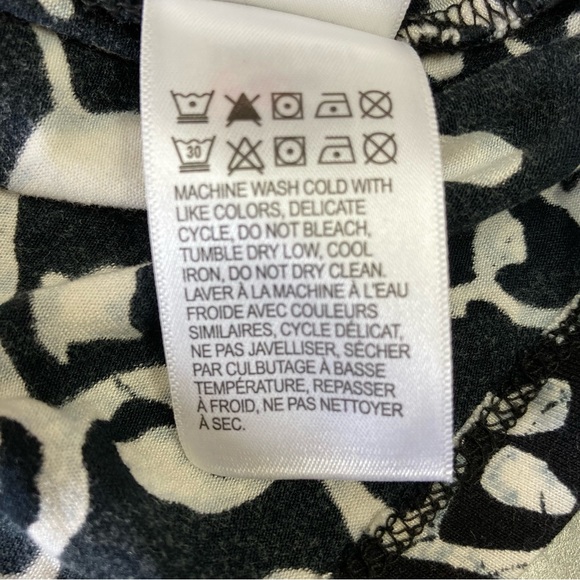 30
MACHINE WASH COLD WITH
LIKE COLORS, DELICATE
CYCLE, DO NOT BLEACH,
TUMBLE DRY LOW, COOL
IRON, DO NOT DRY CLEAN.
LAVER À LA MACHINE À L'EAU
FROIDE AVEC COULEURS
SIMILAIRES, CYCLE DÉLICAT,
NE PAS JAVELLISER, SÉCHER
PAR CULBUTAGE À BASSE
TEMPÉRATURE, REPASSER
À FROID, NE PAS NETTOYER
À SEC.